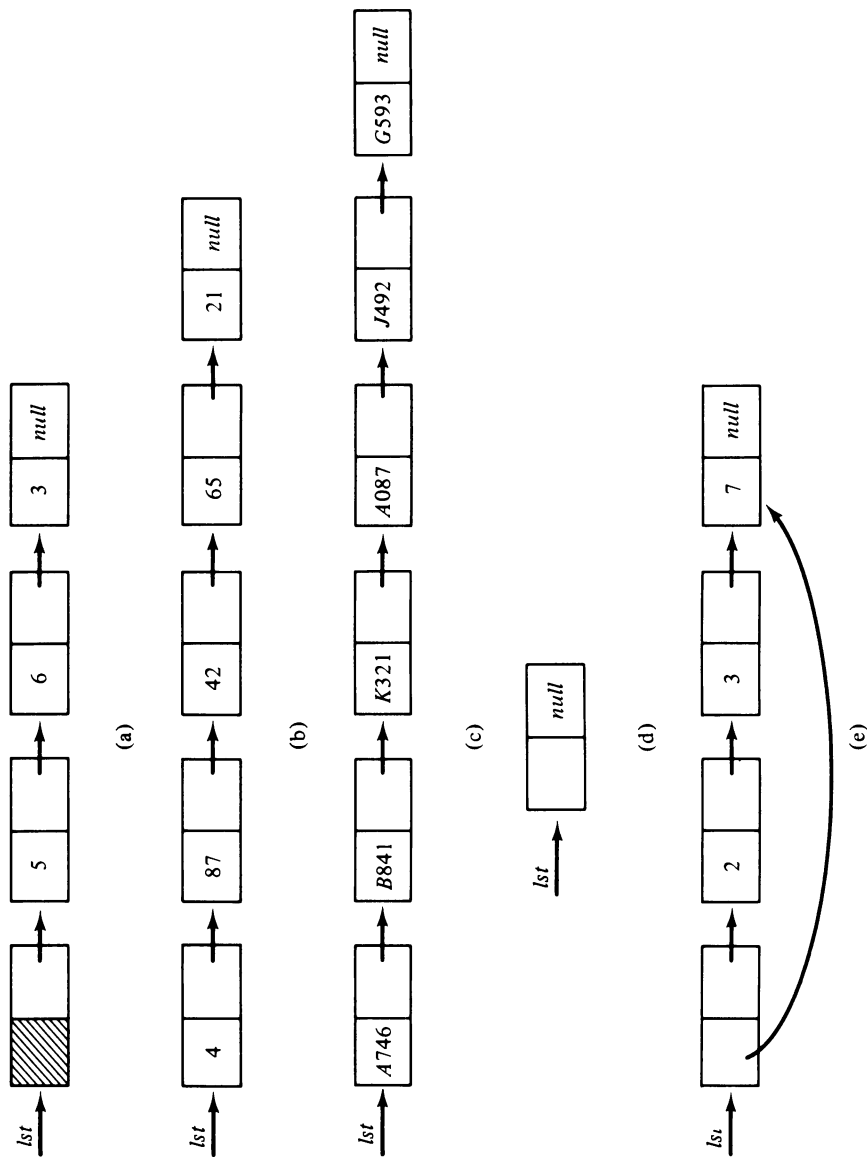 lst 5 6 3 null
(a)
lst 4 87 42 65 21 null
(b)
lst A746 B841 K321 A087 J492 G593 null
(c)
lst null
(d)
lsι 2 3 7 null
(e)